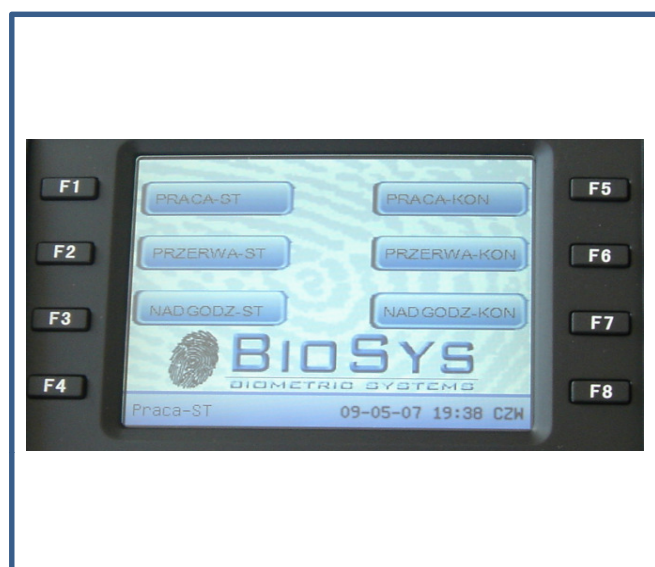 F1 PRACA-ST PRACA-KON F5
F2 PRZERWA-ST PRZERWA-KON F6
F3 NADGODZ-ST NADGODZ-KON F7
BIOSYS
BIOMETRIC SYSTEMS
F4 F8
Praca-ST 09-05-07 19:38 CZW